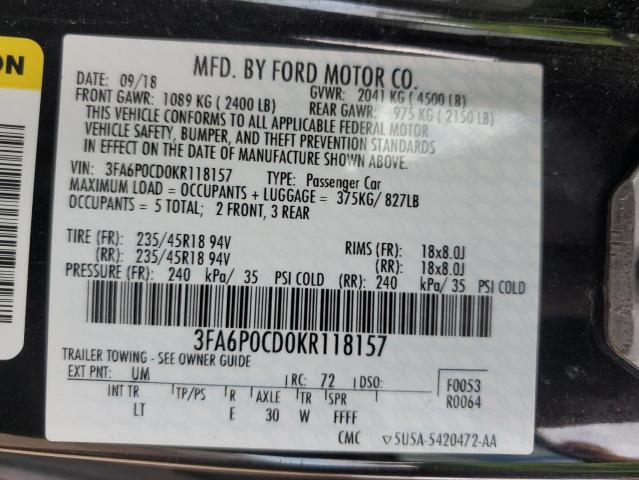 ON
MFD. BY FORD MOTOR CO.
DATE: 09/18 GVWR: 2041 KG ( 4500 LB)
FRONT GAWR: 1089 KG ( 2400 LB) REAR GAWR: 975 KG ( 2150 LB)
THIS VEHICLE CONFORMS TO ALL APPLICABLE FEDERAL MOTOR
VEHICLE SAFETY, BUMPER, AND THEFT PREVENTION STANDARDS
IN EFFECT ON THE DATE OF MANUFACTURE SHOWN ABOVE.
VIN: 3FA6P0CD0KR118157 TYPE: Passenger Car
MAXIMUM LOAD = OCCUPANTS + LUGGAGE = 375KG/ 827LB
OCCUPANTS = 5 TOTAL; 2 FRONT, 3 REAR
TIRE (FR): 235/45R18 94V RIMS (FR): 18x8.0J
(RR): 235/45R18 94V (RR): 18x8.0J
PRESSURE (FR): 240 kPa/ 35 PSI COLD (RR): 240 kPa/ 35 PSI COLD
3FA6P0CD0KR118157
TRAILER TOWING - SEE OWNER GUIDE
EXT PNT: UM RC: 72 DSO: F0053
INT TR TP/PS R AXLE TR SPR R0064
LT E 30 W FFFF
CMC ▽5U5A-5420472-AA